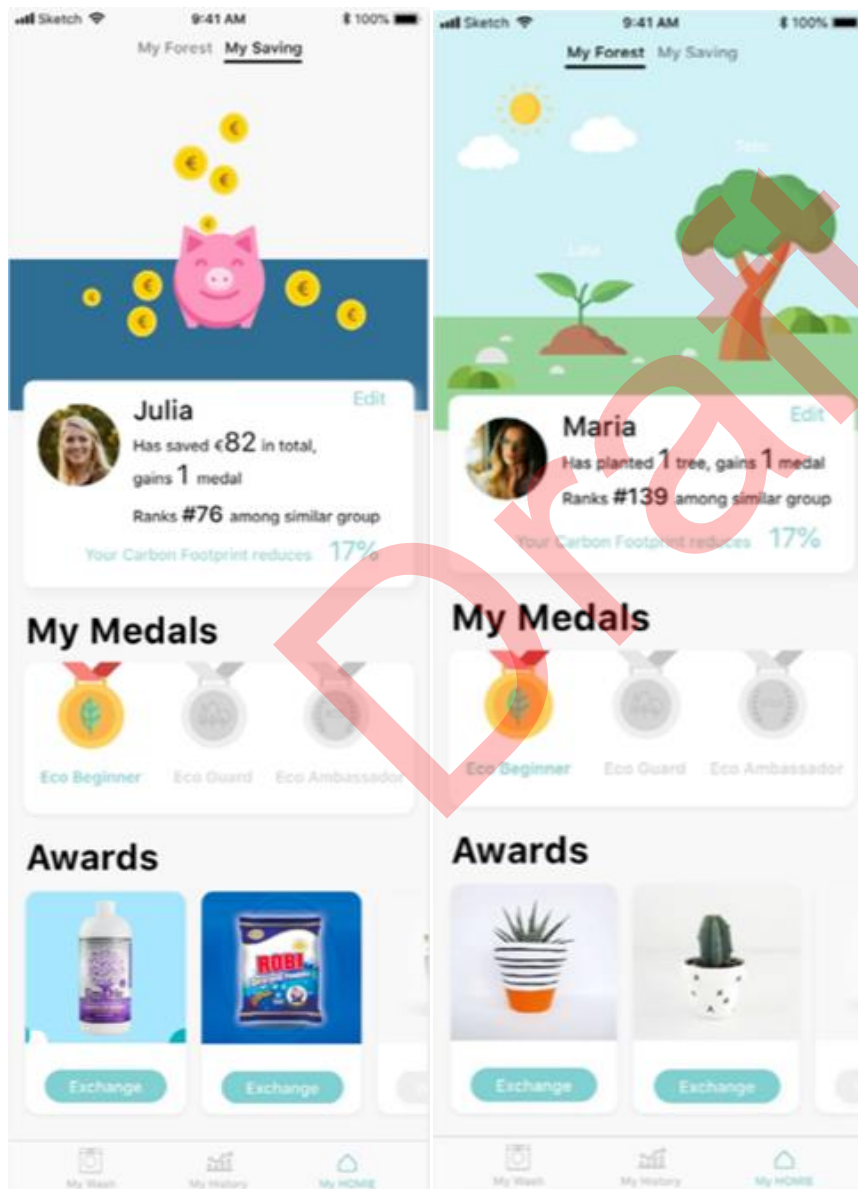 Sketch 9:41 AM 100%
My Forest My Saving
€
€
€
€
€
€
€
€
€
Julia
Edit
Has saved €82 in total,
gains 1 medal
Ranks #76 among similar group
Your Carbon Footprint reduces 17%
My Medals
Eco Beginner Eco Guard Eco Ambassador
Awards
ROBI
Exchange Exchange
My Wash My History My HOMIE
Sketch 9:41 AM 100%
My Forest My Saving
Maria
Edit
Has planted 1 tree, gains 1 medal
Ranks #139 among similar group
Your Carbon Footprint reduces 17%
My Medals
Eco Beginner Eco Guard Eco Ambassador
Awards
Exchange Exchange
My Wash My History My HOMIE
Draft